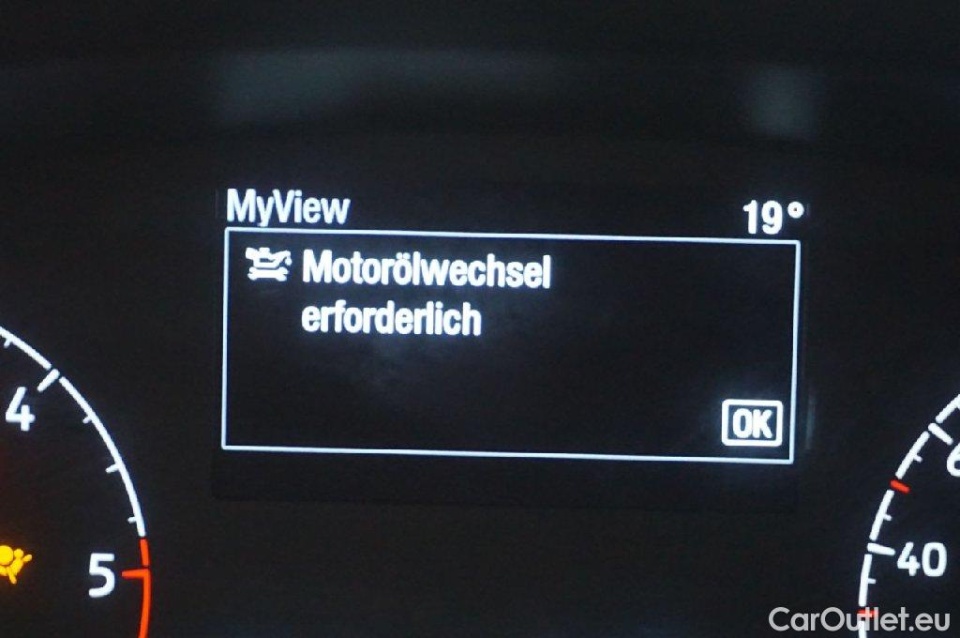 MyView 19°
Motorölwechsel
erforderlich
OK
4
5
40
CarOutlet.eu